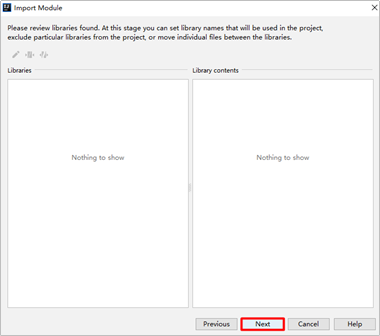 Import Module
Please review libraries found. At this stage you can set library names that will be used in the project,
exclude particular libraries from the project, or move individual files between the libraries.
Libraries
Library contents
Nothing to show
Nothing to show
Previous
Next
Cancel
Help